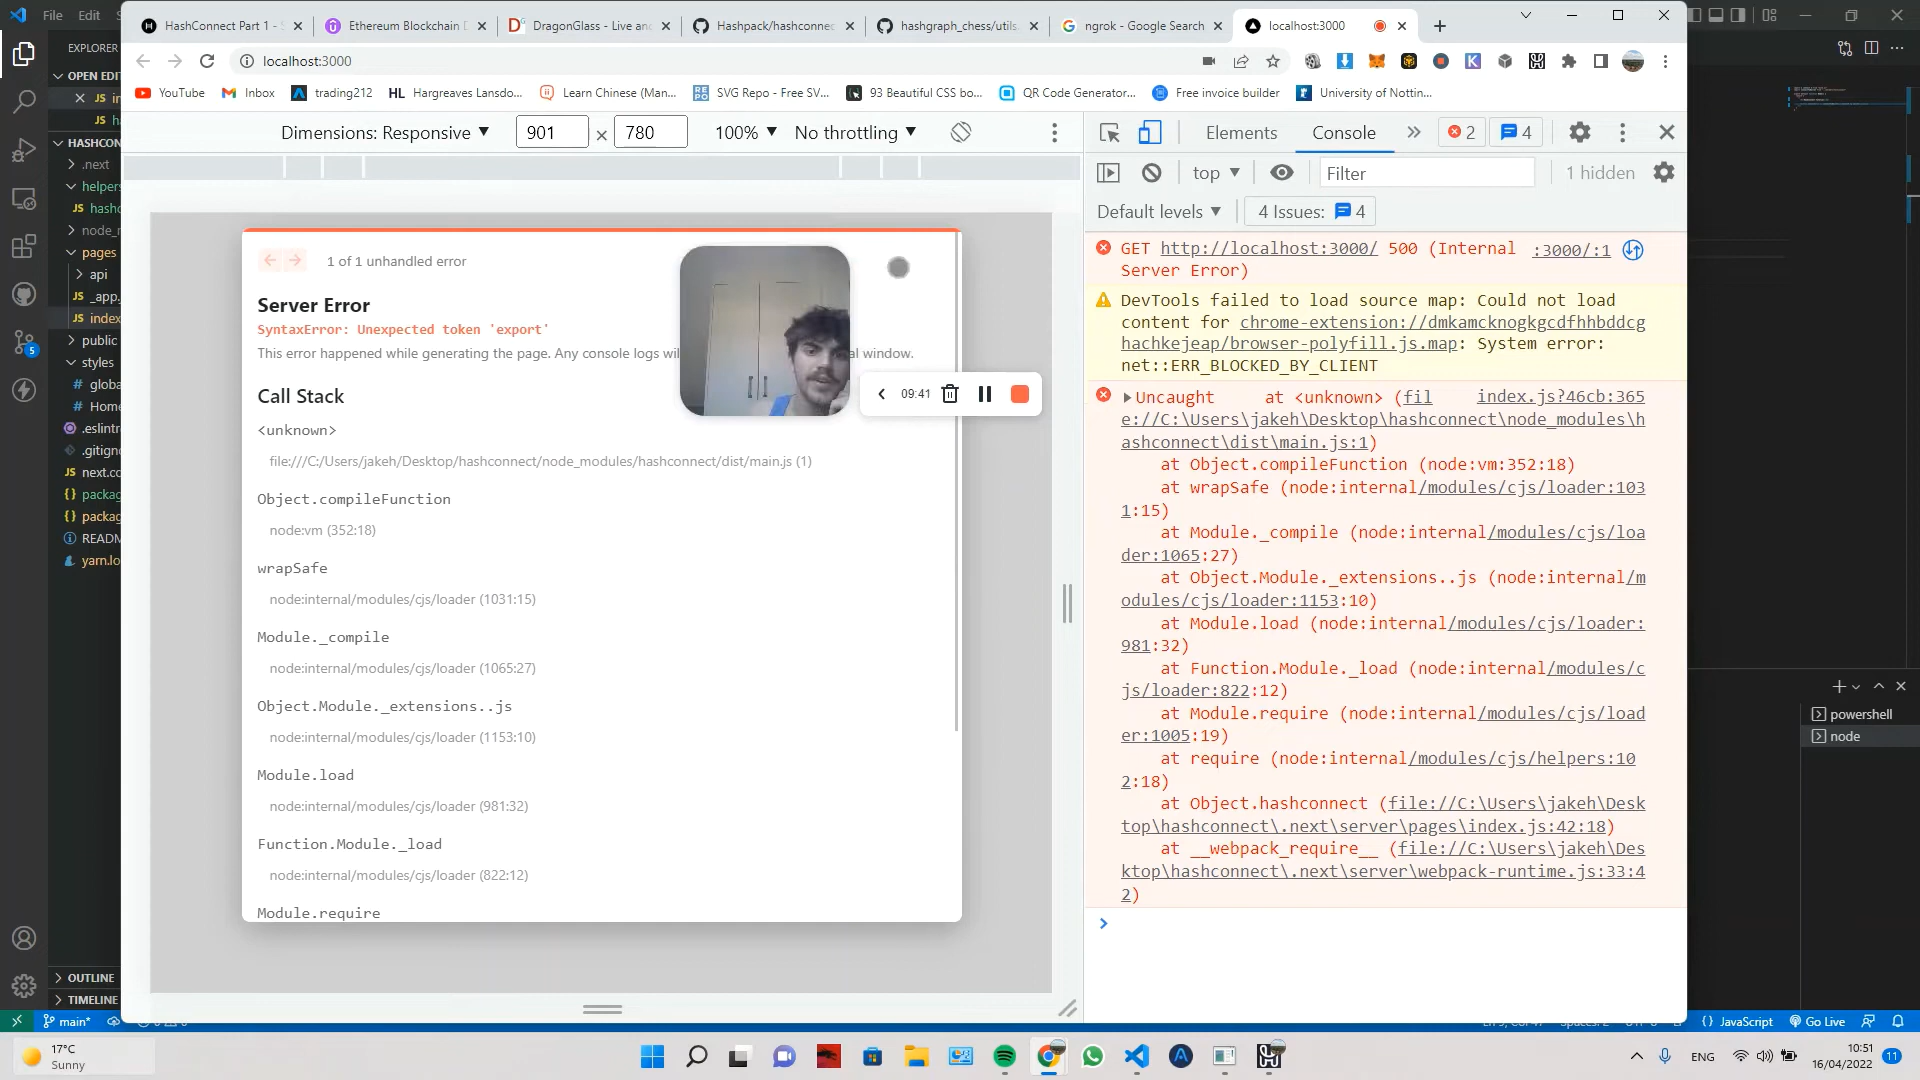 File
Edit
HashConnect Part 1 - S
Ethereum Blockchain D
DragonGlass - Live and
Hashpack/hashconnec
hashgraph_chess/utils.
ngrok - Google Search
localhost:3000
localhost:3000
YouTube
Inbox
trading212
HL Hargreaves Lansdo...
Learn Chinese (Man...
SVG Repo - Free SV...
93 Beautiful CSS bo...
QR Code Generator...
Free invoice builder
University of Nottin...
EXPLORER
OPEN EDIT
JS in
JS h
HASHCON
.next
helpers
JS hashc
node_r
pages
api
JS _app.
JS index
public
styles
# globa
# Home
.eslintr
.gitign
JS next.co
{} packag
{} packag
README
yarn.lo
OUTLINE
TIMELINE
Dimensions: Responsive
901
×
780
100%
No throttling
1 of 1 unhandled error
Server Error
SyntaxError: Unexpected token 'export'
This error happened while generating the page. Any console logs wil
al window.
09:41
Call Stack
<unknown>
file:///C:/Users/jakeh/Desktop/hashconnect/node_modules/hashconnect/dist/main.js (1)
Object.compileFunction
node:vm (352:18)
wrapSafe
node:internal/modules/cjs/loader (1031:15)
Module._compile
node:internal/modules/cjs/loader (1065:27)
Object.Module._extensions..js
node:internal/modules/cjs/loader (1153:10)
Module.load
node:internal/modules/cjs/loader (981:32)
Function.Module._load
node:internal/modules/cjs/loader (822:12)
Module.require
Elements
Console
2
4
top
Filter
1 hidden
Default levels
4 Issues:
4
GET http://localhost:3000/ 500 (Internal :3000/:1
Server Error)
DevTools failed to load source map: Could not load
content for chrome-extension://dmkamcknogkgcdfhhbddcg
hachkejeap/browser-polyfill.js.map: System error:
net::ERR_BLOCKED_BY_CLIENT
Uncaught at <unknown> (fil index.js?46cb:365
e://C:\Users\jakeh\Desktop\hashconnect\node_modules\h
ashconnect\dist\main.js:1)
at Object.compileFunction (node:vm:352:18)
at wrapSafe (node:internal/modules/cjs/loader:103
1:15)
at Module._compile (node:internal/modules/cjs/loa
der:1065:27)
at Object.Module._extensions..js (node:internal/m
odules/cjs/loader:1153:10)
at Module.load (node:internal/modules/cjs/loader:
981:32)
at Function.Module._load (node:internal/modules/c
js/loader:822:12)
at Module.require (node:internal/modules/cjs/load
er:1005:19)
at require (node:internal/modules/cjs/helpers:10
2:18)
at Object.hashconnect (file://C:\Users\jakeh\Desk
top\hashconnect\.next\server\pages\index.js:42:18)
at __webpack_require__ (file://C:\Users\jakeh\Des
ktop\hashconnect\.next\server\webpack-runtime.js:33:4
2)
powershell
node
5
main*
{} JavaScript
Go Live
17°C
Sunny
ENG
10:51
16/04/2022
11